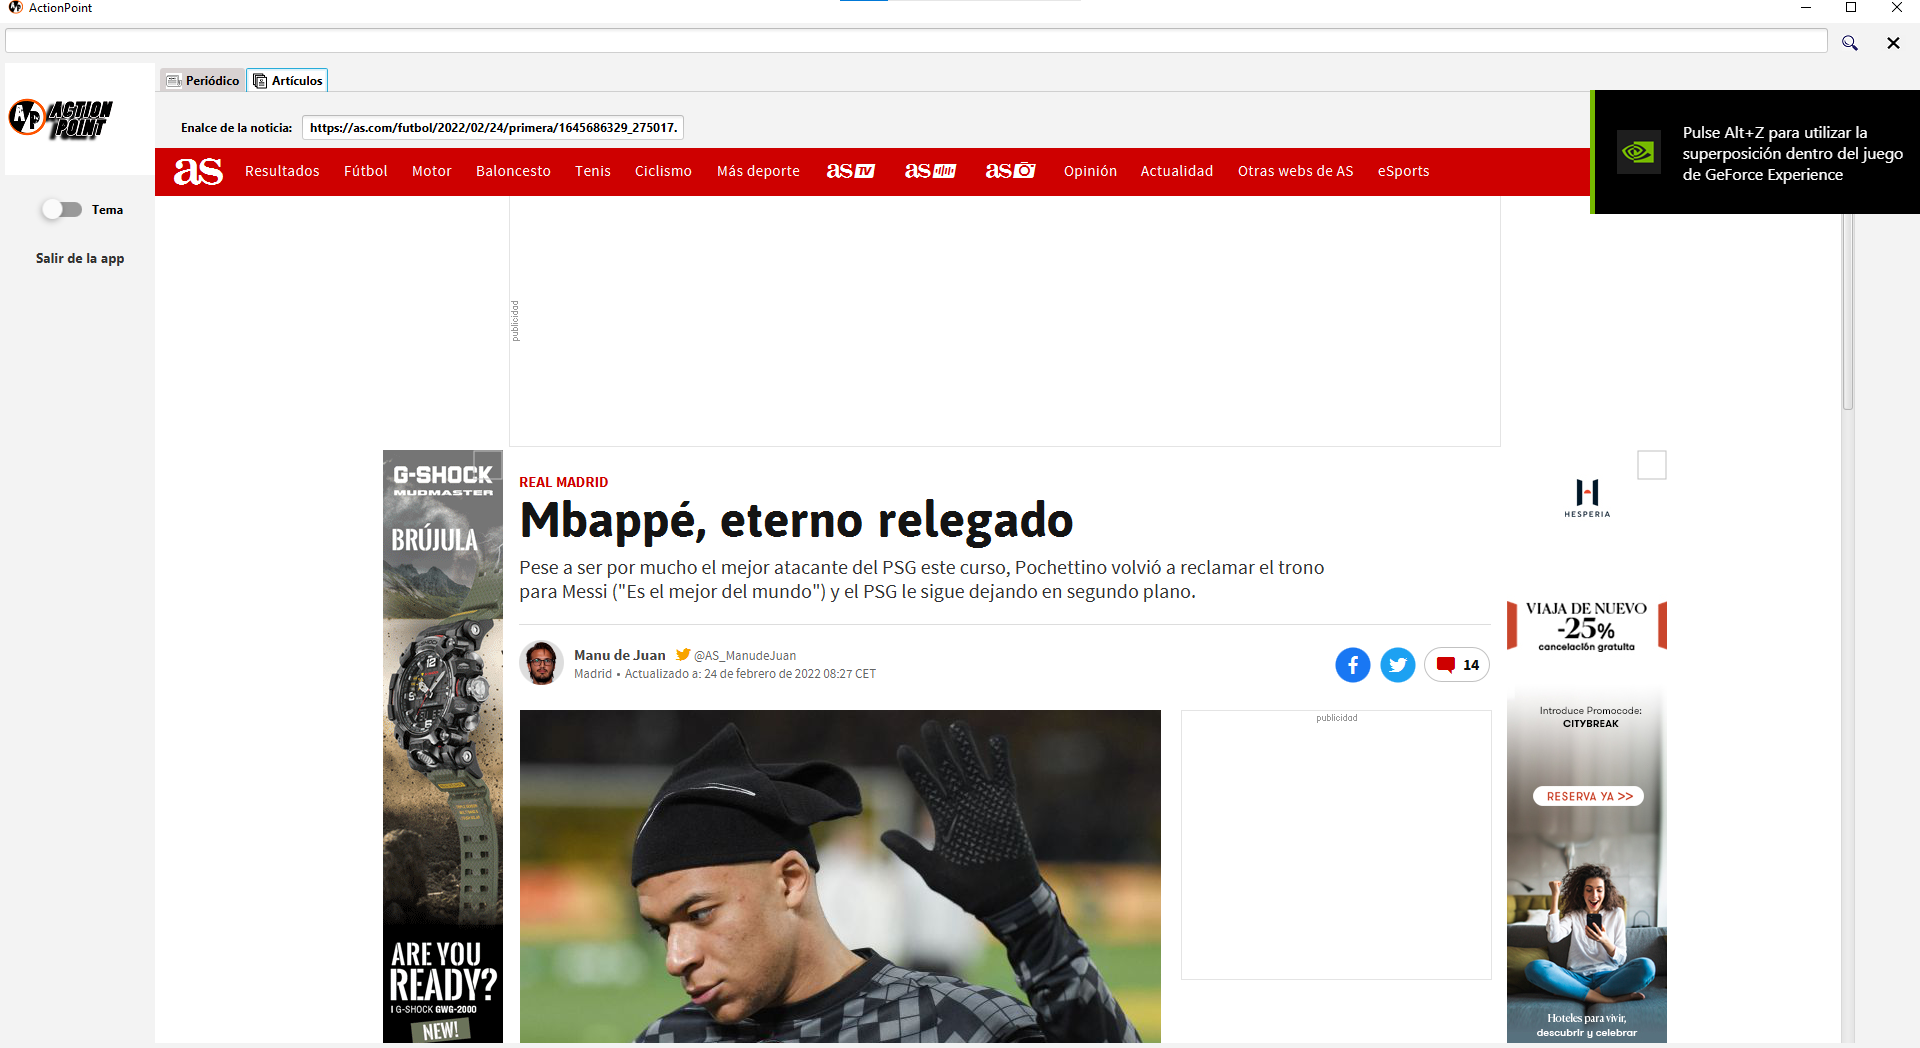 ActionPoint
Periódico
Artículos
ACTION
POINT
Enalce de la noticia:
https://as.com/futbol/2022/02/24/primera/1645686329_275017.
Pulse Alt+Z para utilizar la
superposición dentro del juego
de GeForce Experience
as
Resultados
Fútbol
Motor
Baloncesto
Tenis
Ciclismo
Más deporte
as TV
as
as
Opinión
Actualidad
Otras webs de AS
eSports
Tema
Salir de la app
publicidad
G-SHOCK
MUDMASTER
BRÚJULA
ARE YOU
READY?
G-SHOCK GWG-2000
NEW!
REAL MADRID
Mbappé, eterno relegado
Pese a ser por mucho el mejor atacante del PSG este curso, Pochettino volvió a reclamar el trono
para Messi ("Es el mejor del mundo") y el PSG le sigue dejando en segundo plano.
Manu de Juan @AS_ManudeJuan
Madrid • Actualizado a: 24 de febrero de 2022 08:27 CET
14
publicidad
HESPERIA
VIAJA DE NUEVO
-25%
cancelación gratuita
Introduce Promocode:
CITYBREAK
RESERVA YA >>
Hoteles para vivir,
descubrir y celebrar